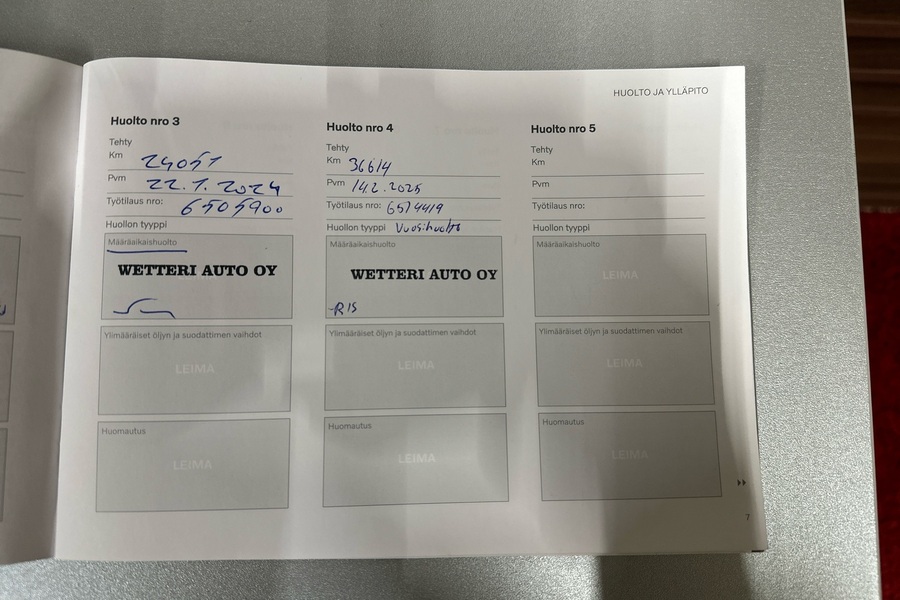 HUOLTO JA YLLÄPITO
Huolto nro 3
Tehty
Km 24051
Pvm 22.1.2024
Työtilaus nro: 6505900
Huollon tyyppi
Määräaikaishuolto
WETTERI AUTO OY
Ylimääräiset öljyn ja suodattimen vaihdot
LEIMA
Huomautus
LEIMA
Huolto nro 4
Tehty
Km 36614
Pvm 14.2.2025
Työtilaus nro: 6574419
Huollon tyyppi Vuosihuolto
Määräaikaishuolto
WETTERI AUTO OY
Ylimääräiset öljyn ja suodattimen vaihdot
LEIMA
Huomautus
LEIMA
Huolto nro 5
Tehty
Km
Pvm
Työtilaus nro:
Huollon tyyppi
Määräaikaishuolto
LEIMA
Ylimääräiset öljyn ja suodattimen vaihdot
LEIMA
Huomautus
LEIMA
7